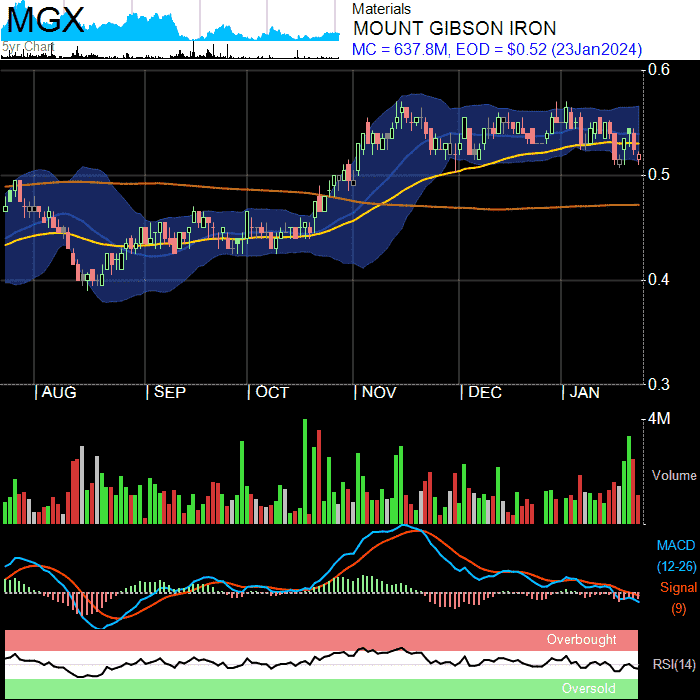 MGX
5yr Chart
Materials
MOUNT GIBSON IRON
MC = 637.8M, EOD = $0.52 (23Jan2024)
0.6
0.5
0.4
0.3
AUG SEP OCT NOV DEC JAN
4M
Volume
MACD
(12-26)
Signal
(9)
Overbought
RSI(14)
Oversold